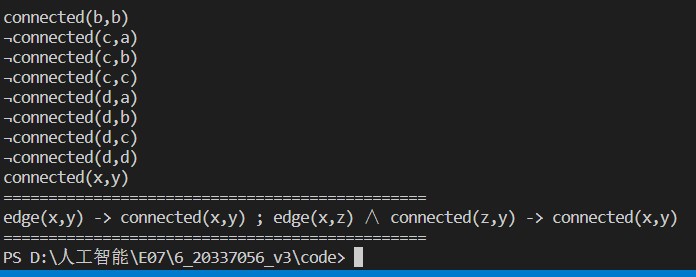 connected(b,b)
¬connected(c,a)
¬connected(c,b)
¬connected(c,c)
¬connected(d,a)
¬connected(d,b)
¬connected(d,c)
¬connected(d,d)
connected(x,y)
===============================================
edge(x,y) -> connected(x,y) ; edge(x,z) ∧ connected(z,y) -> connected(x,y)
===============================================
PS D:\人工智能\E07\6_20337056_v3\code>